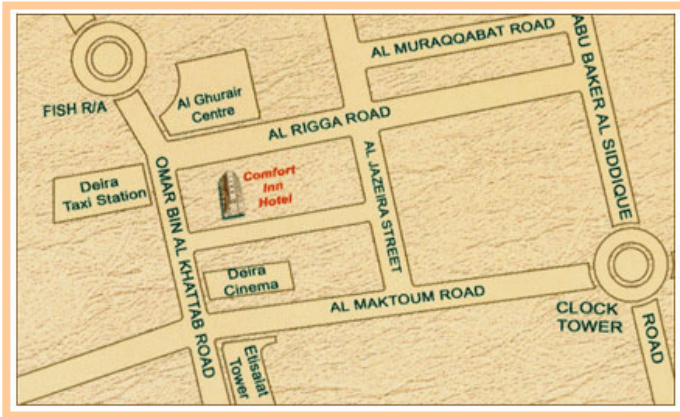 AL MURAQQABAT ROAD
ABU BAKER AL SIDDIQUE
FISH R/A
Al Ghurair
Centre
AL RIGGA ROAD
Comfort
Inn
Hotel
AL JAZEIRA STREET
Deira
Taxi Station
OMAR BIN AL KHATTAB ROAD
Deira
Cinema
AL MAKTOUM ROAD
CLOCK
TOWER
ROAD
Etisalat
Tower